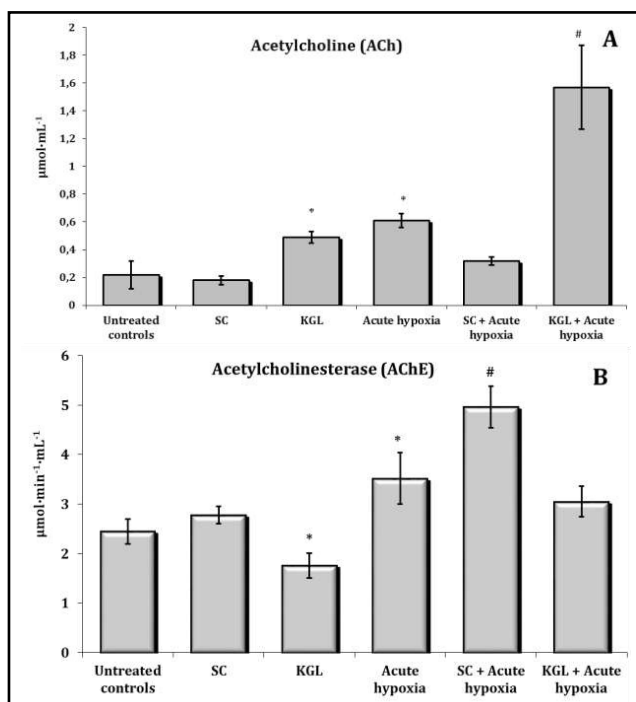 Acetylcholine (ACh)
A
µmol·mL⁻¹
2
1,8
1,6
1,4
1,2
1
0,8
0,6
0,4
0,2
0
*
*
#
Untreated controls
SC
KGL
Acute hypoxia
SC + Acute hypoxia
KGL + Acute hypoxia
Acetylcholinesterase (AChE)
B
µmol·min⁻¹·mL⁻¹
6
5
4
3
2
1
0
*
*
#
Untreated controls
SC
KGL
Acute hypoxia
SC + Acute hypoxia
KGL + Acute hypoxia